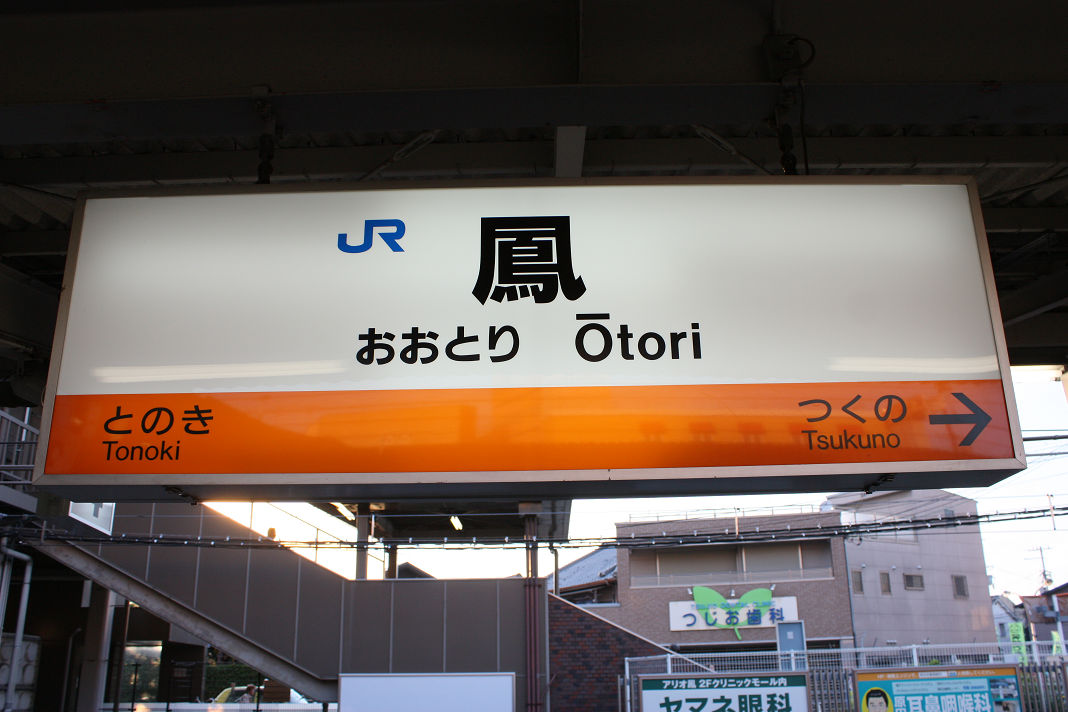 JR
鳳
おおとり Ōtori
とのき
Tonoki
つくの →
Tsukuno
つじお歯科
アリオ鳳 2Fクリニックモール内
ヤマネ眼科
耳鼻咽喉科